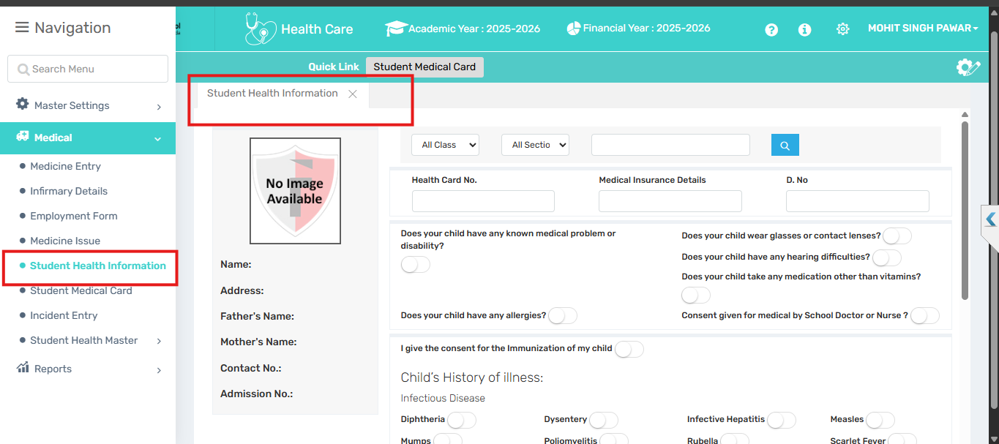 Navigation
ol
Health Care
Academic Year : 2025-2026
Financial Year : 2025-2026
MOHIT SINGH PAWAR
Search Menu
Quick Link
Student Medical Card
Master Settings
Medical
Medicine Entry
Infirmary Details
Employment Form
Medicine Issue
Student Health Information
Student Medical Card
Incident Entry
Student Health Master
Reports
Student Health Information
No Image
Available
Name:
Address:
Father's Name:
Mother's Name:
Contact No.:
Admission No.:
All Class
All Sectio
Health Card No.
Medical Insurance Details
D. No
Does your child have any known medical problem or
disability?
Does your child wear glasses or contact lenses?
Does your child have any hearing difficulties?
Does your child take any medication other than vitamins?
Does your child have any allergies?
Consent given for medical by School Doctor or Nurse ?
I give the consent for the Immunization of my child
Child's History of illness:
Infectious Disease
Diphtheria
Dysentery
Infective Hepatitis
Measles
Mumps
Poliomyelitis
Rubella
Scarlet Fever